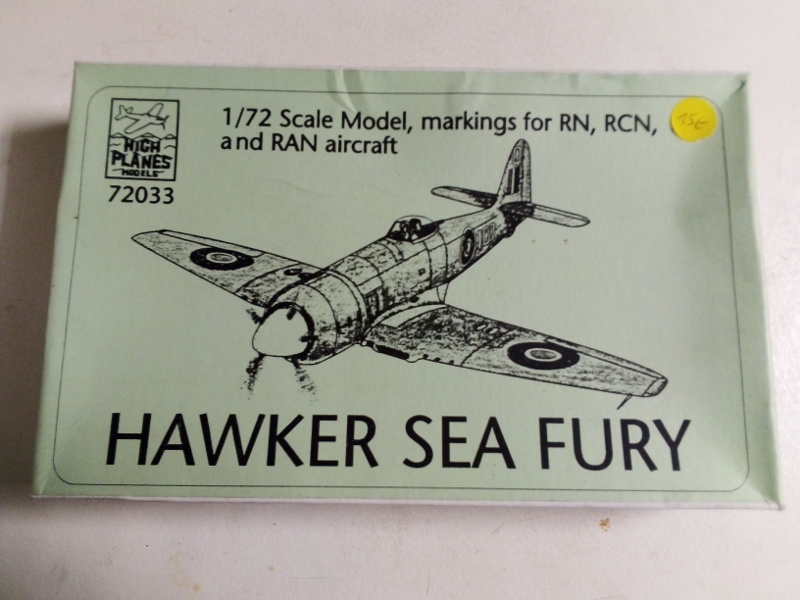 HIGH
PLANES
MODELS
72033
1/72 Scale Model, markings for RN, RCN,
and RAN aircraft
15€
HAWKER SEA FURY